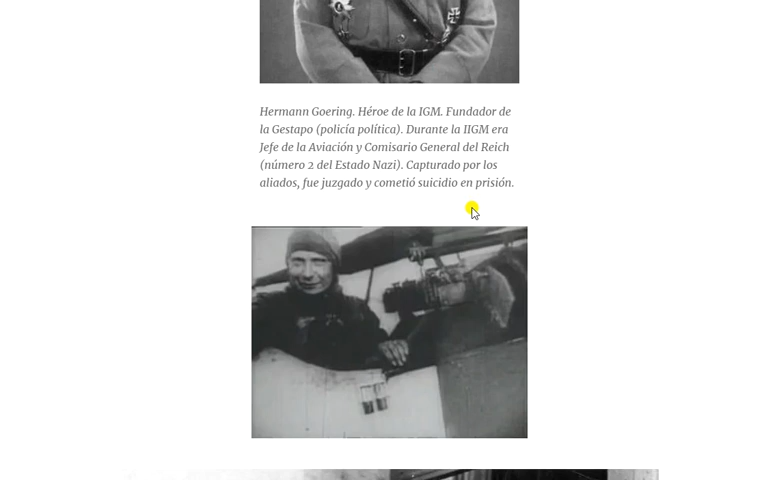 Hermann Goering. Héroe de la IGM. Fundador de
la Gestapo (policía política). Durante la IIGM era
Jefe de la Aviación y Comisario General del Reich
(número 2 del Estado Nazi). Capturado por los
aliados, fue juzgado y cometió suicidio en prisión.